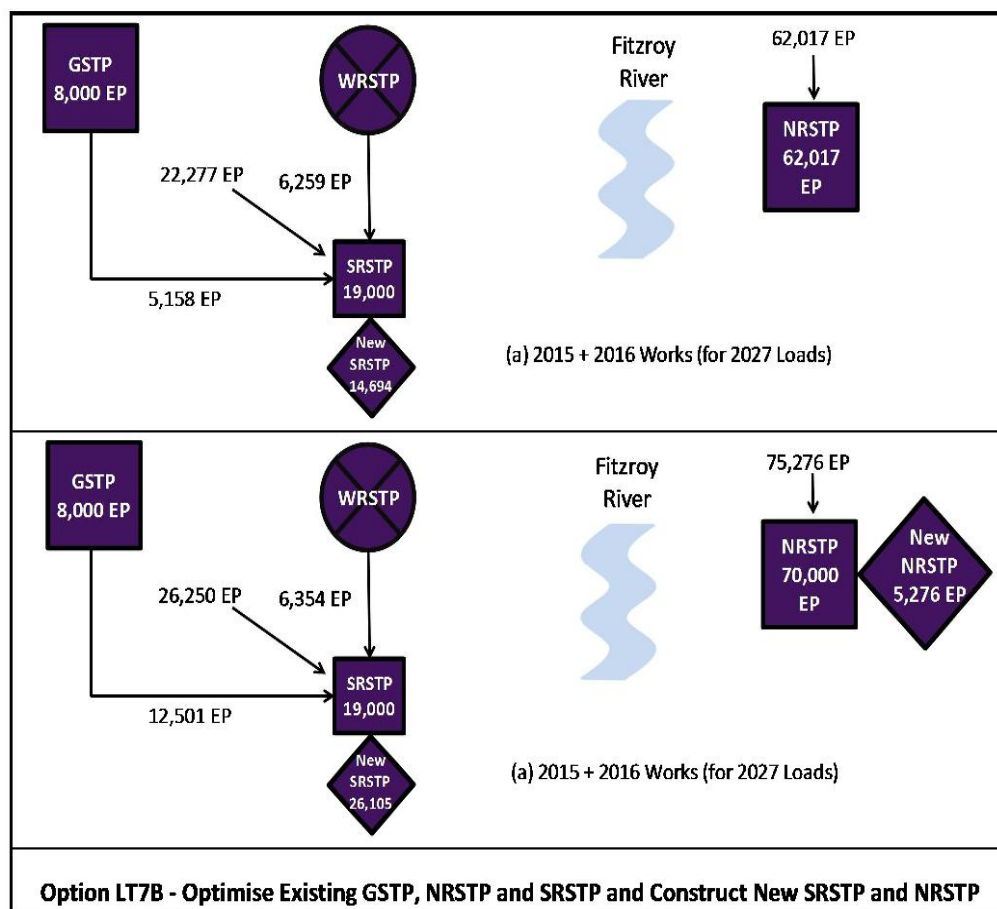 GSTP
8,000 EP
WRSTP
Fitzroy
River
62,017 EP
NRSTP
62,017
EP
22,277 EP
6,259 EP
SRSTP
19,000
5,158 EP
New
SRSTP
14,694
(a) 2015 + 2016 Works (for 2027 Loads)
GSTP
8,000 EP
WRSTP
Fitzroy
River
75,276 EP
NRSTP
70,000
EP
New
NRSTP
5,276 EP
26,250 EP
6,354 EP
SRSTP
19,000
12,501 EP
New
SRSTP
26,105
(a) 2015 + 2016 Works (for 2027 Loads)
Option LT7B - Optimise Existing GSTP, NRSTP and SRSTP and Construct New SRSTP and NRSTP